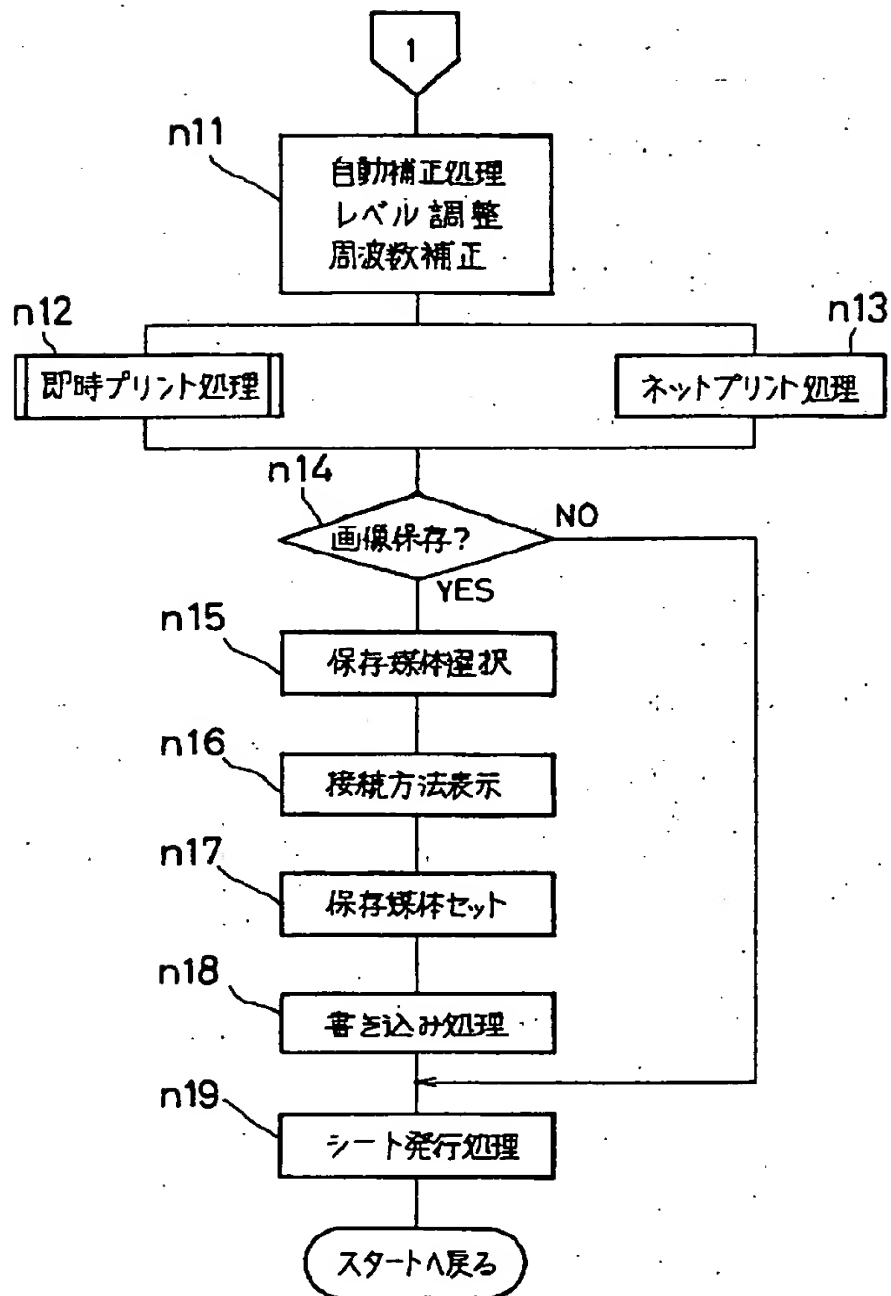 1
n11
自動補正処理
レベル調整
周波数補正
n12
n13
即時プリント処理
ネットプリント処理
n14
画像保存?
NO
YES
n15
保存媒体選択
n16
接続方法表示
n17
保存媒体セット
n18
書き込み処理
n19
シート発行処理
スタートへ戻る